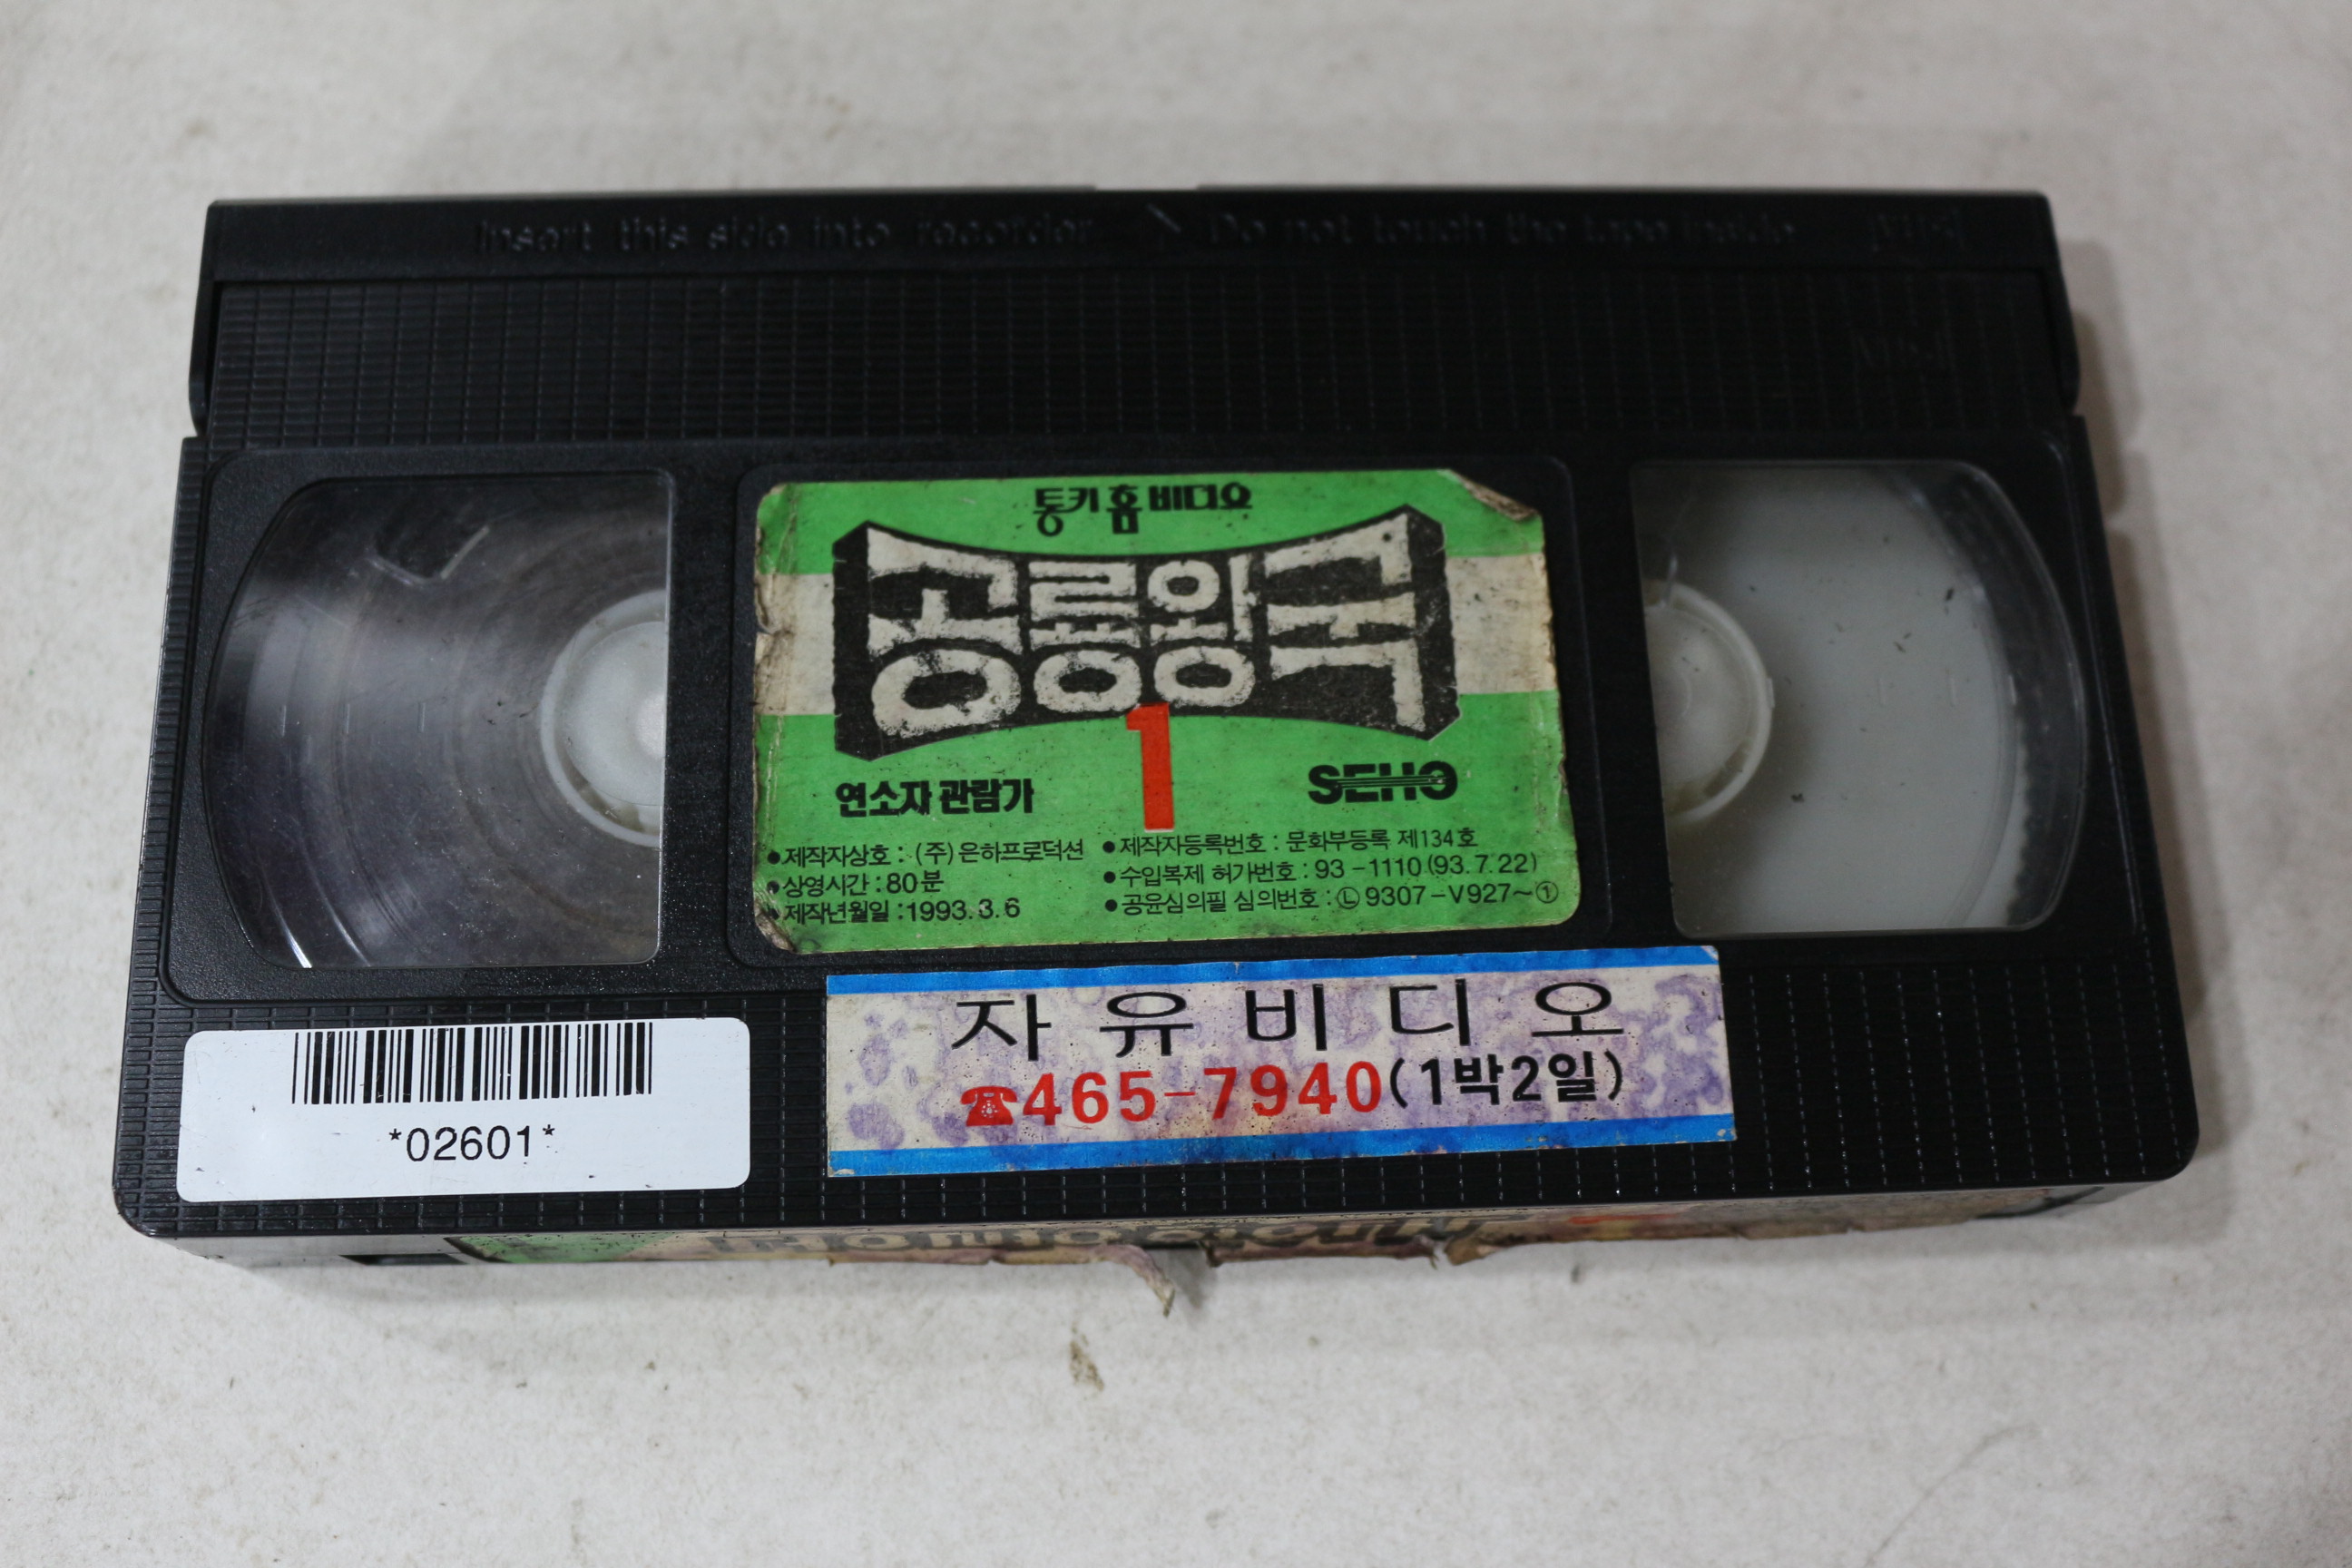 Insert this side into recorder Do not touch the tape inside
통키 홈 비디오
공룡왕국
1
연소자 관람가
SEHO
●제작자상호 : (주)은하프로덕션
●상영시간 : 80분
●제작년월일 : 1993. 3. 6
●제작자등록번호 : 문화부등록 제134호
●수입복제 허가번호 : 93-1110 (93. 7. 22)
●공윤심의필 심의번호 : Ⓛ 9307-V927~①
자유비디오
☎465-7940(1박2일)
*02601*